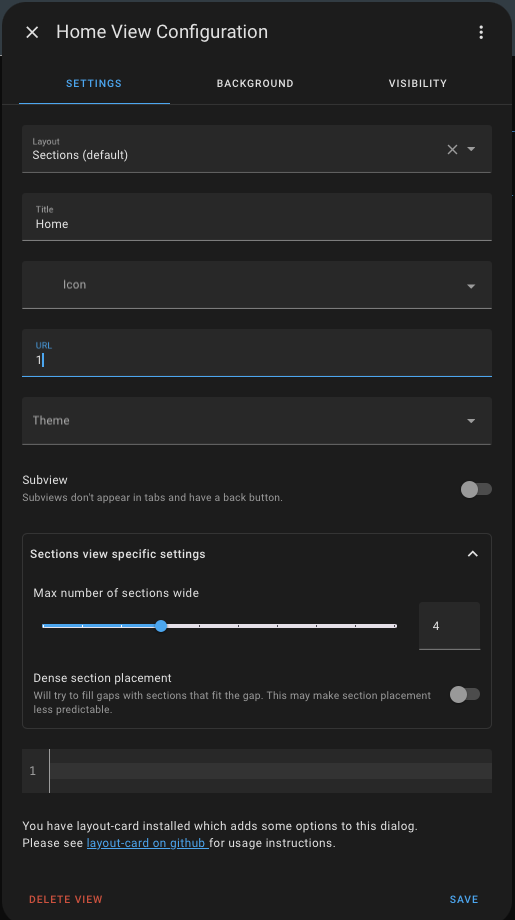 Home View Configuration
SETTINGS
BACKGROUND
VISIBILITY
Layout
Sections (default)
Title
Home
Icon
URL
1
Theme
Subview
Subviews don't appear in tabs and have a back button.
Sections view specific settings
Max number of sections wide
4
Dense section placement
Will try to fill gaps with sections that fit the gap. This may make section placement
less predictable.
1
You have layout-card installed which adds some options to this dialog.
Please see layout-card on github for usage instructions.
DELETE VIEW
SAVE